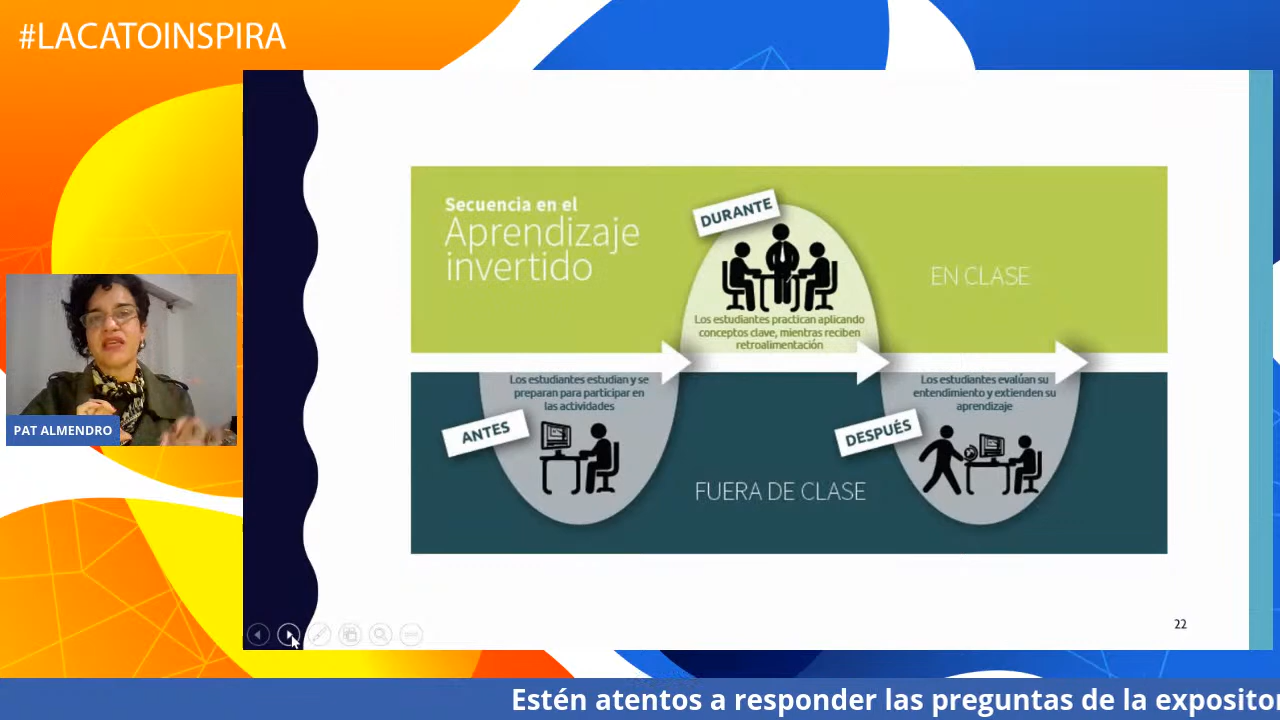 #LACATOINSPIRA
Secuencia en el
Aprendizaje
invertido
DURANTE
Los estudiantes practican aplicando
conceptos clave, mientras reciben
retroalimentación
EN CLASE
Los estudiantes estudian y se
preparan para participar en
las actividades
ANTES
FUERA DE CLASE
Los estudiantes evalúan su
entendimiento y extienden su
aprendizaje
DESPUÉS
PAT ALMENDRO
22
Estén atentos a responder las preguntas de la exposito